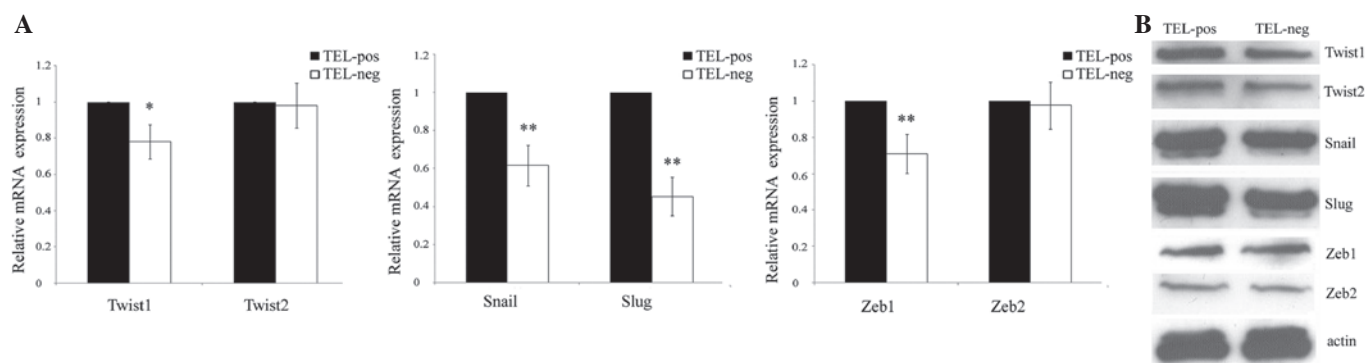 A
Relative mRNA expression
1.2
1
0.8
0.6
0.4
0.2
0
TEL-pos
TEL-neg
*
Twist1 Twist2
Relative mRNA expression
1.2
1
0.8
0.6
0.4
0.2
0
TEL-pos
TEL-neg
**
**
Snail Slug
Relative mRNA expression
1.2
1
0.8
0.6
0.4
0.2
0
TEL-pos
TEL-neg
**
Zeb1 Zeb2
B
TEL-pos TEL-neg
Twist1
Twist2
Snail
Slug
Zeb1
Zeb2
actin